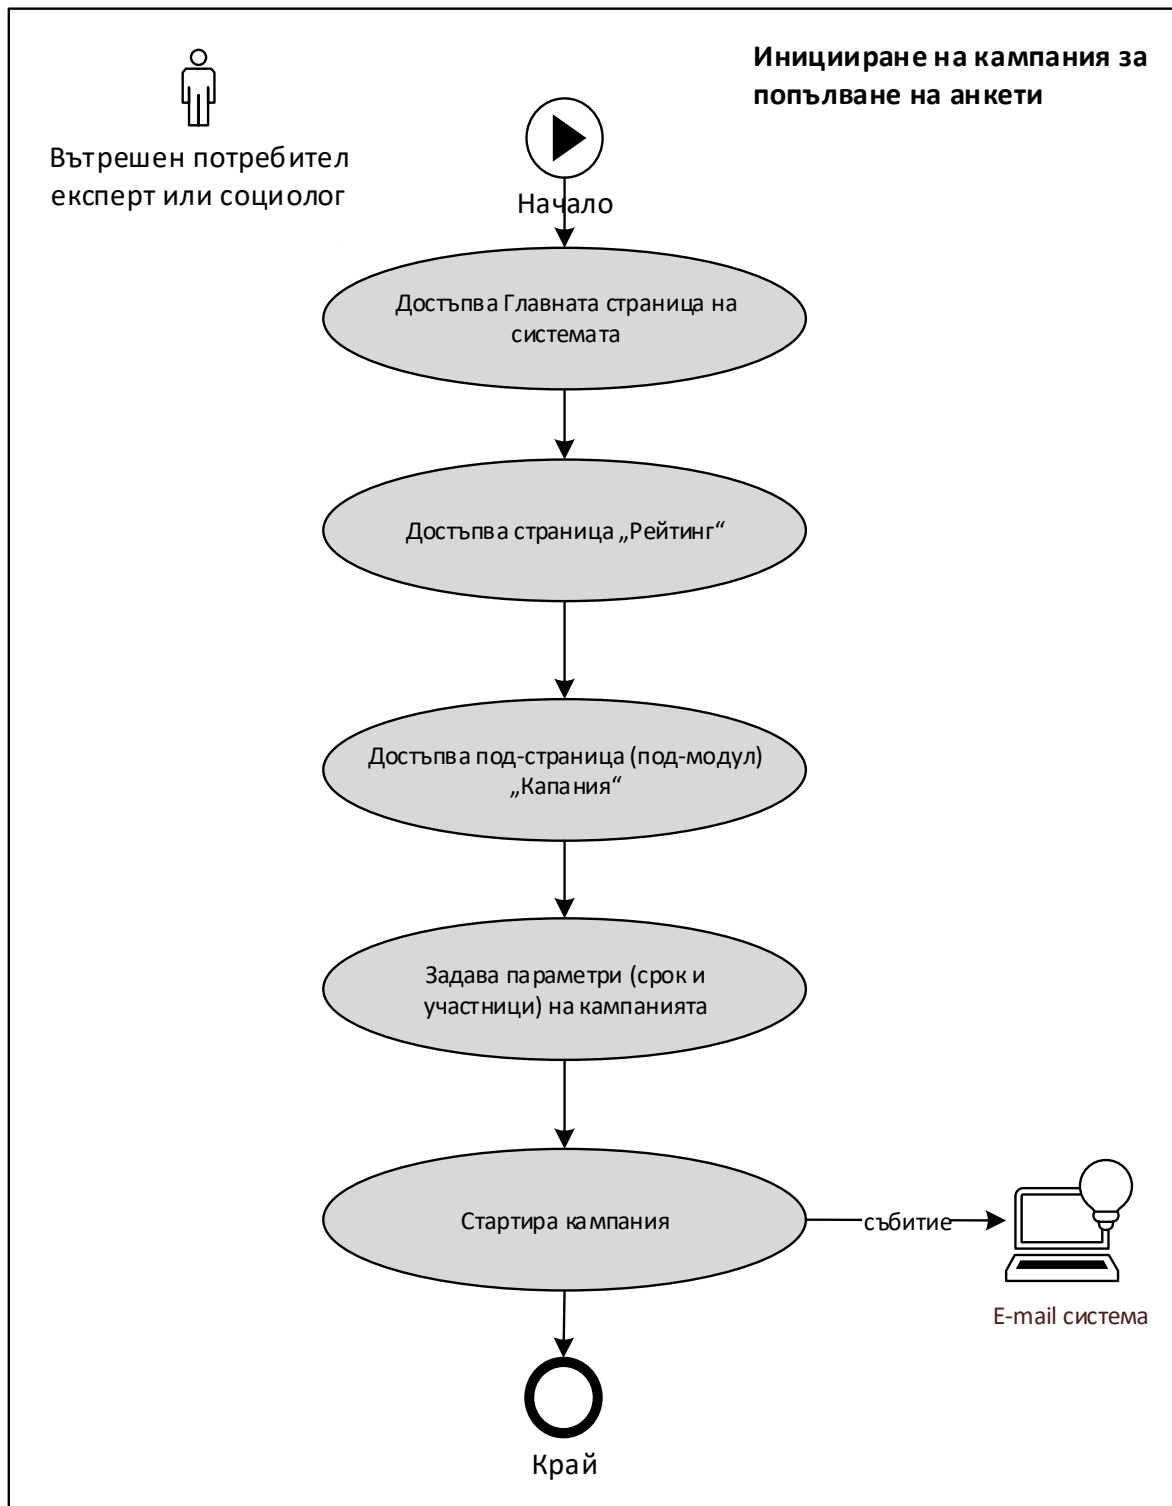 Иницииране на кампания за
попълване на анкети
Вътрешен потребител
експерт или социолог
Начало
Достъпва Главната страница на
системата
Достъпва страница „Рейтинг“
Достъпва под-страница (под-модул)
„Капания“
Задава параметри (срок и
участници) на кампанията
Стартира кампания
събитие
E-mail система
Край